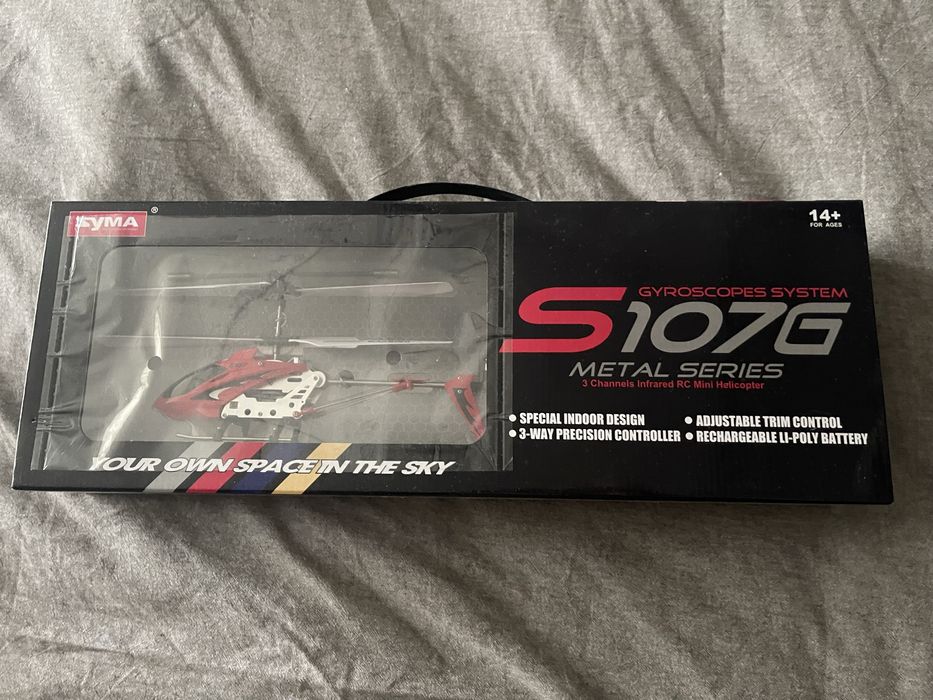 SYMA®
14+
FOR AGES
GYROSCOPES SYSTEM
S107G
METAL SERIES
3 Channels Infrared RC Mini Helicopter
• SPECIAL INDOOR DESIGN
• 3-WAY PRECISION CONTROLLER
• ADJUSTABLE TRIM CONTROL
• RECHARGEABLE LI-POLY BATTERY
YOUR OWN SPACE IN THE SKY